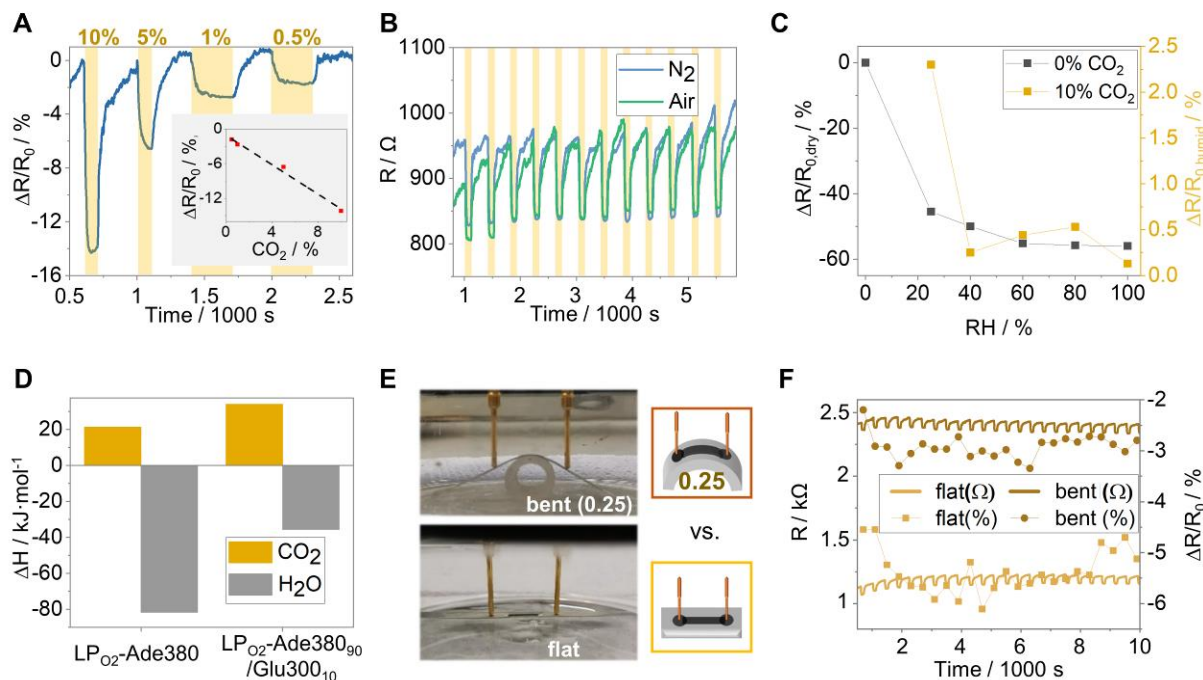 A
10% 5% 1% 0.5%
0
-4
-8
-12
-16
ΔR/R₀ / %
0
-6
-12
ΔR/R₀ / %
0 4 8
CO₂ / %
0.5 1.0 1.5 2.0 2.5
Time / 1000 s
B
1100
1000
900
800
R / Ω
N₂
Air
1 2 3 4 5
Time / 1000 s
C
0
-20
-40
-60
ΔR/R₀,dry / %
0% CO₂
10% CO₂
2.5
2.0
1.5
1.0
0.5
0.0
ΔR/R₀,humid / %
0 20 40 60 80 100
RH / %
D
20
0
-20
-40
-60
-80
ΔH / kJ·mol⁻¹
CO₂
H₂O
LP_O2-Ade380
LP_O2-Ade380₉₀
/Glu300₁₀
E
bent (0.25)
flat
0.25
vs.
F
2.5
2
1.5
1
R / kΩ
flat(Ω) bent (Ω)
flat(%) bent (%)
-2
-3
-4
-5
-6
ΔR/R₀ / %
2 4 6 8 10
Time / 1000 s